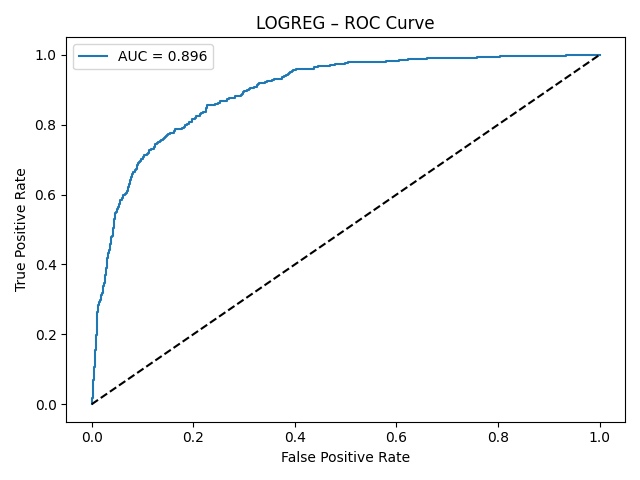 LOGREG – ROC Curve
AUC = 0.896
True Positive Rate
1.0
0.8
0.6
0.4
0.2
0.0
0.0 0.2 0.4 0.6 0.8 1.0
False Positive Rate